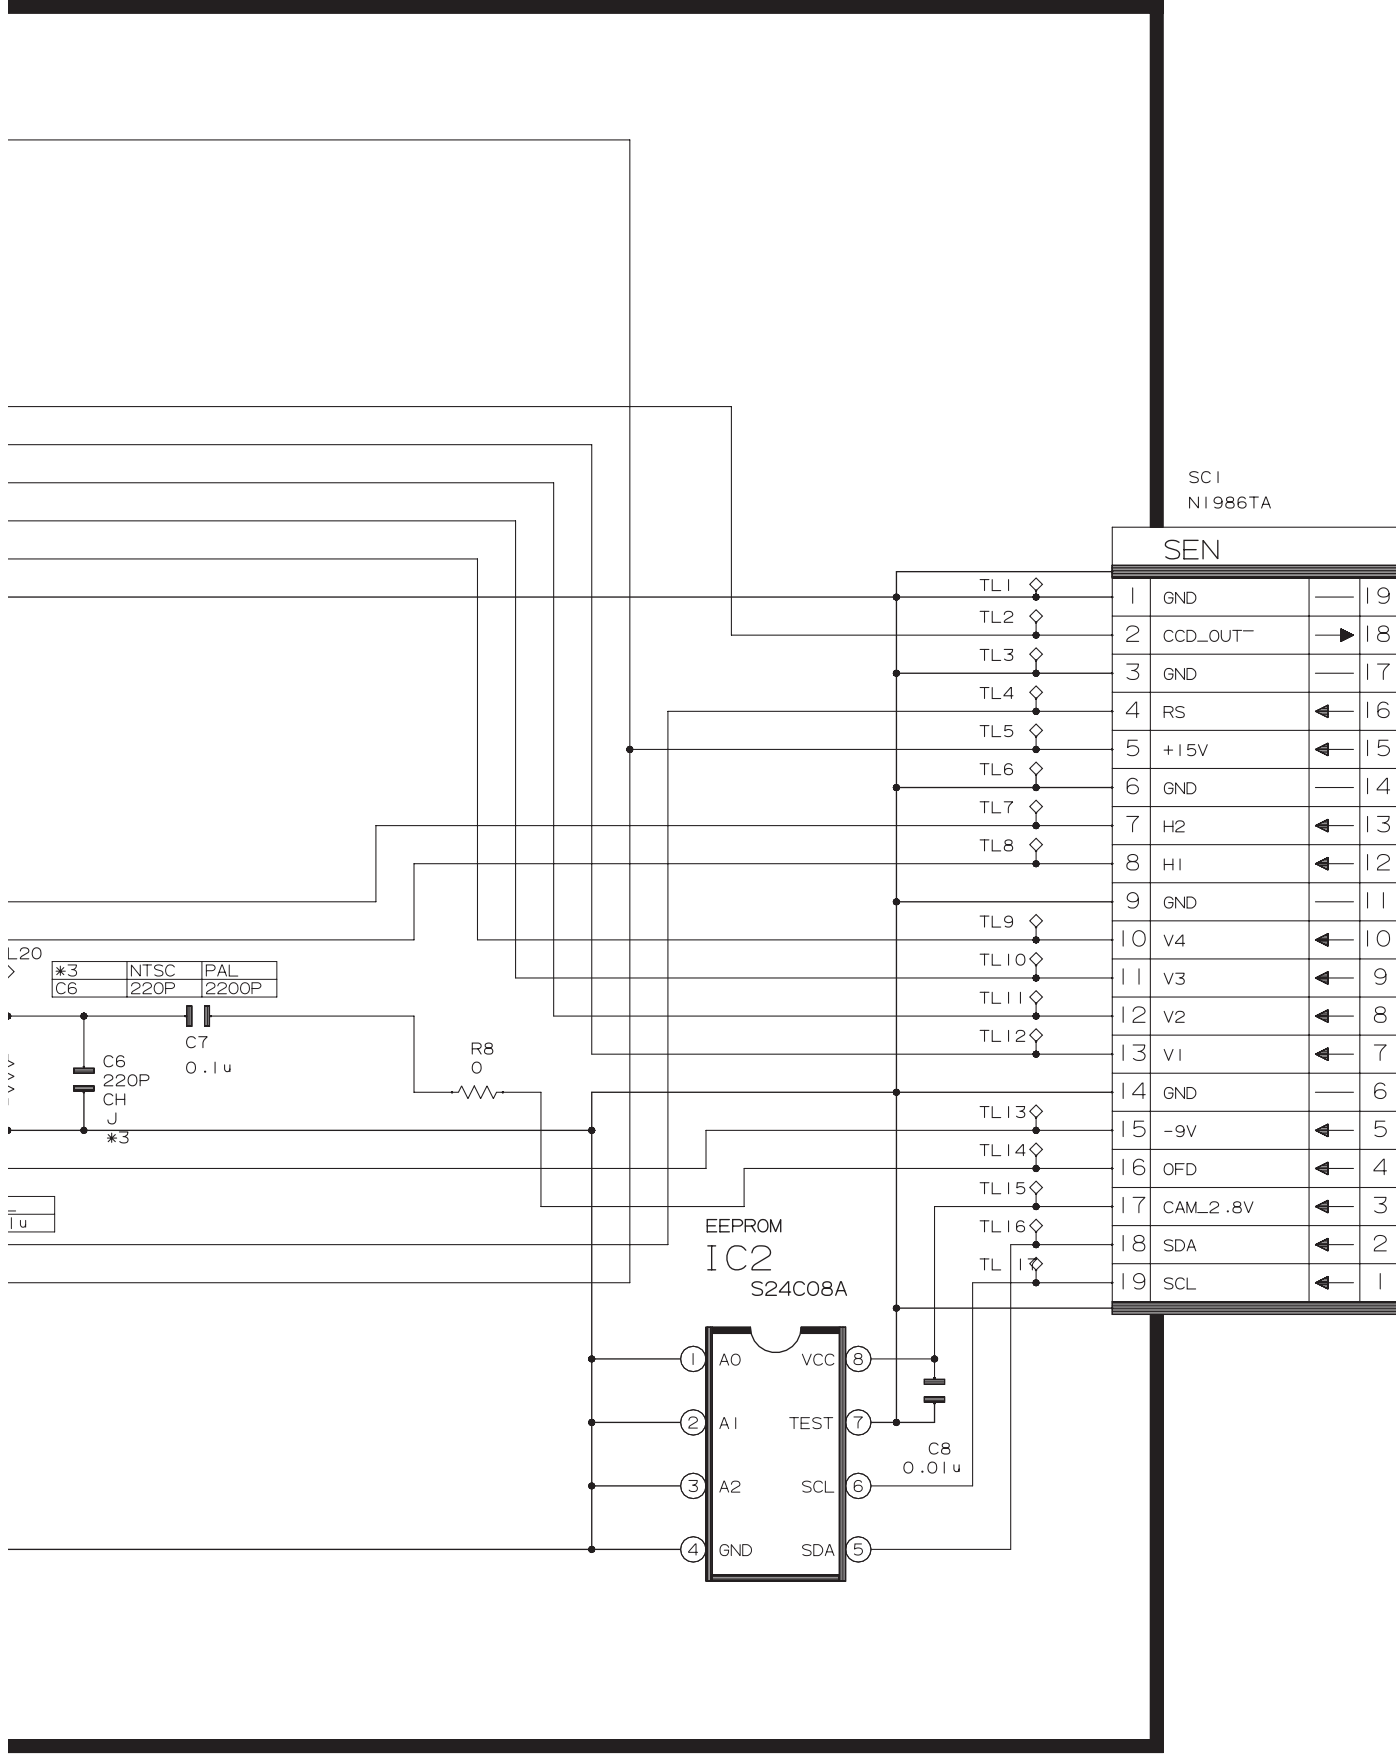 SC1
N1986TA
SEN
TL1
1 GND 19
TL2
2 CCD_OUT 18
TL3
3 GND 17
TL4
4 RS 16
TL5
5 +15V 15
TL6
6 GND 14
TL7
7 H2 13
TL8
8 H1 12
9 GND 11
TL9
10 V4 10
TL10
11 V3 9
TL11
12 V2 8
TL12
13 V1 7
14 GND 6
TL13
15 -9V 5
TL14
16 OFD 4
TL15
17 CAM_2.8V 3
TL16
18 SDA 2
TL17
19 SCL 1
L20
*3 NTSC PAL
C6 220P 2200P
C7
0.1u
C6
220P
CH
J
*3
R8
0
1u
EEPROM
IC2
S24C08A
1 A0 VCC 8
2 A1 TEST 7
3 A2 SCL 6
4 GND SDA 5
C8
0.01u